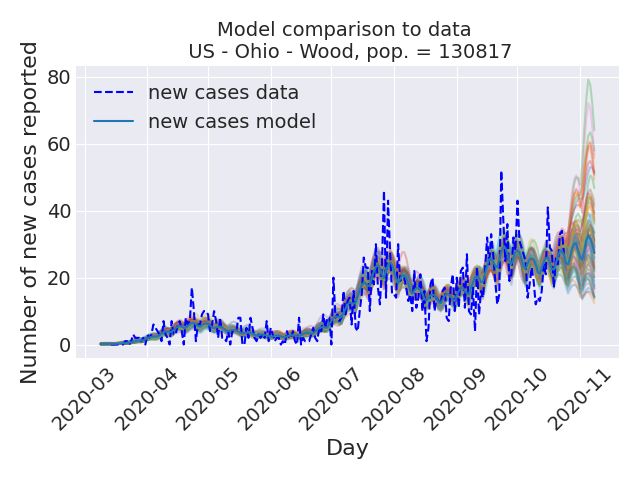 Model comparison to data
US - Ohio - Wood, pop. = 130817
Number of new cases reported
80
60
40
20
0
new cases data
new cases model
2020-03
2020-04
2020-05
2020-06
2020-07
2020-08
2020-09
2020-10
2020-11
Day